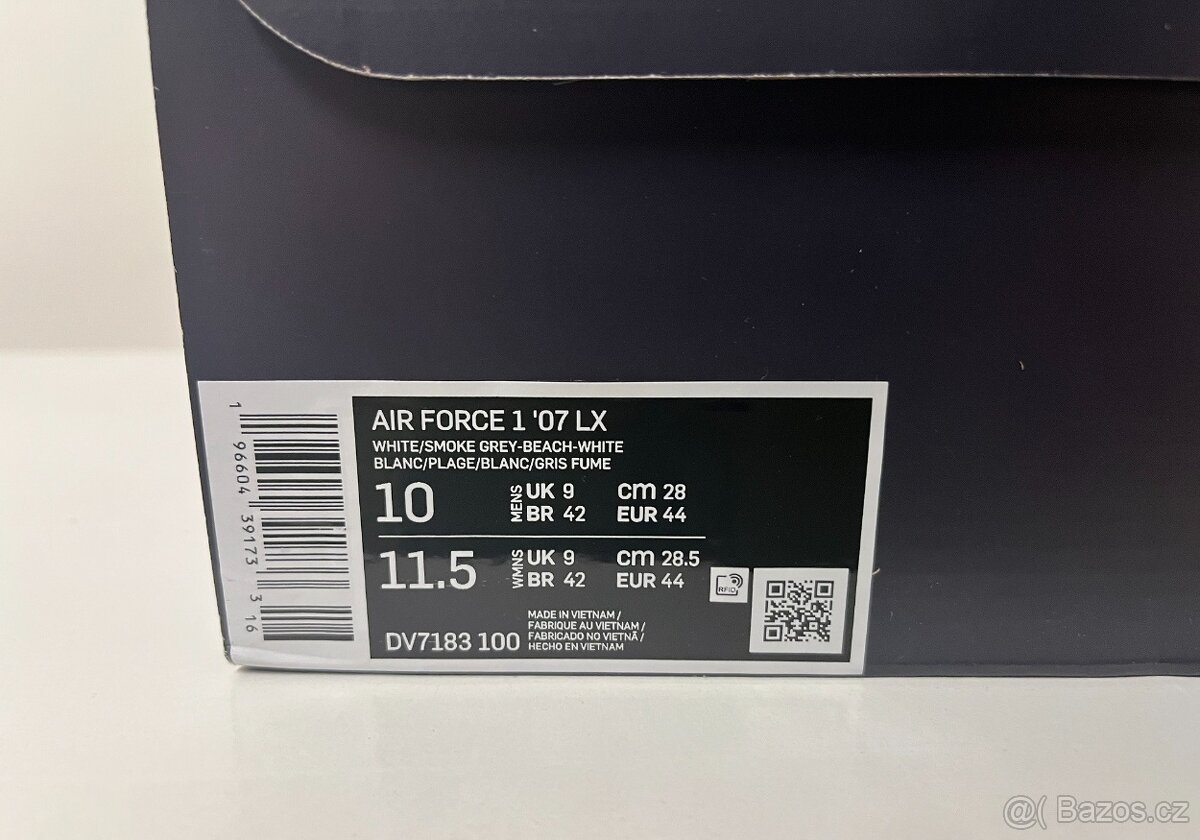 AIR FORCE 1 '07 LX
WHITE/SMOKE GREY-BEACH-WHITE
BLANC/PLAGE/BLANC/GRIS FUME
10 MENS UK 9 cm 28
BR 42 EUR 44
11.5 WMNS UK 9 cm 28.5
BR 42 EUR 44
RFID
MADE IN VIETNAM /
FABRIQUE AU VIETNAM /
FABRICADO NO VIETNÃ /
HECHO EN VIETNAM
DV7183 100
1 96604 39173 3 16
@( Bazos.cz